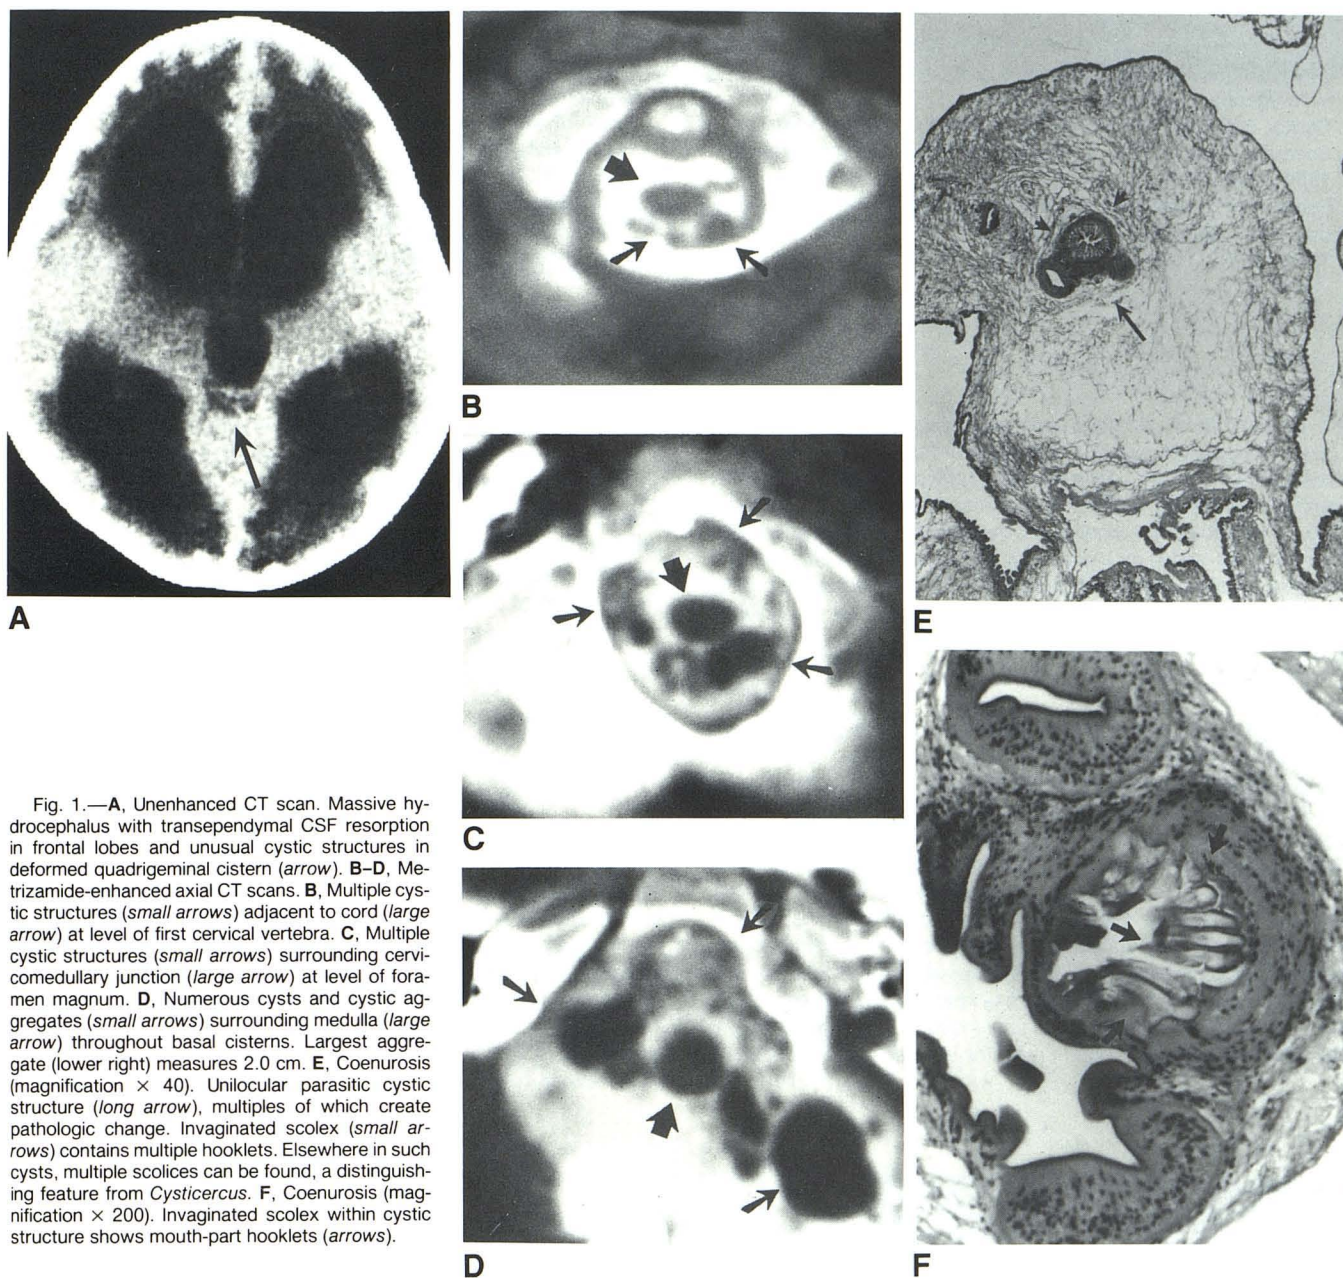 A
B
C
D
E
F
Fig. 1.—A, Unenhanced CT scan. Massive hy-
drocephalus with transependymal CSF resorption
in frontal lobes and unusual cystic structures in
deformed quadrigeminal cistern (arrow). B–D, Me-
trizamide-enhanced axial CT scans. B, Multiple cys-
tic structures (small arrows) adjacent to cord (large
arrow) at level of first cervical vertebra. C, Multiple
cystic structures (small arrows) surrounding cervi-
comedullary junction (large arrow) at level of fora-
men magnum. D, Numerous cysts and cystic ag-
gregates (small arrows) surrounding medulla (large
arrow) throughout basal cisterns. Largest aggre-
gate (lower right) measures 2.0 cm. E, Coenurosis
(magnification × 40). Unilocular parasitic cystic
structure (long arrow), multiples of which create
pathologic change. Invaginated scolex (small ar-
rows) contains multiple hooklets. Elsewhere in such
cysts, multiple scolices can be found, a distinguish-
ing feature from Cysticercus. F, Coenurosis (mag-
nification × 200). Invaginated scolex within cystic
structure shows mouth-part hooklets (arrows).